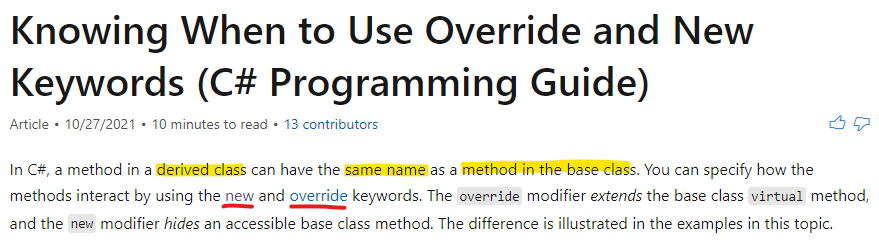 Knowing When to Use Override and New
Keywords (C# Programming Guide)
Article • 10/27/2021 • 10 minutes to read • 13 contributors
In C#, a method in a derived class can have the same name as a method in the base class. You can specify how the
methods interact by using the new and override keywords. The override modifier extends the base class virtual method,
and the new modifier hides an accessible base class method. The difference is illustrated in the examples in this topic.